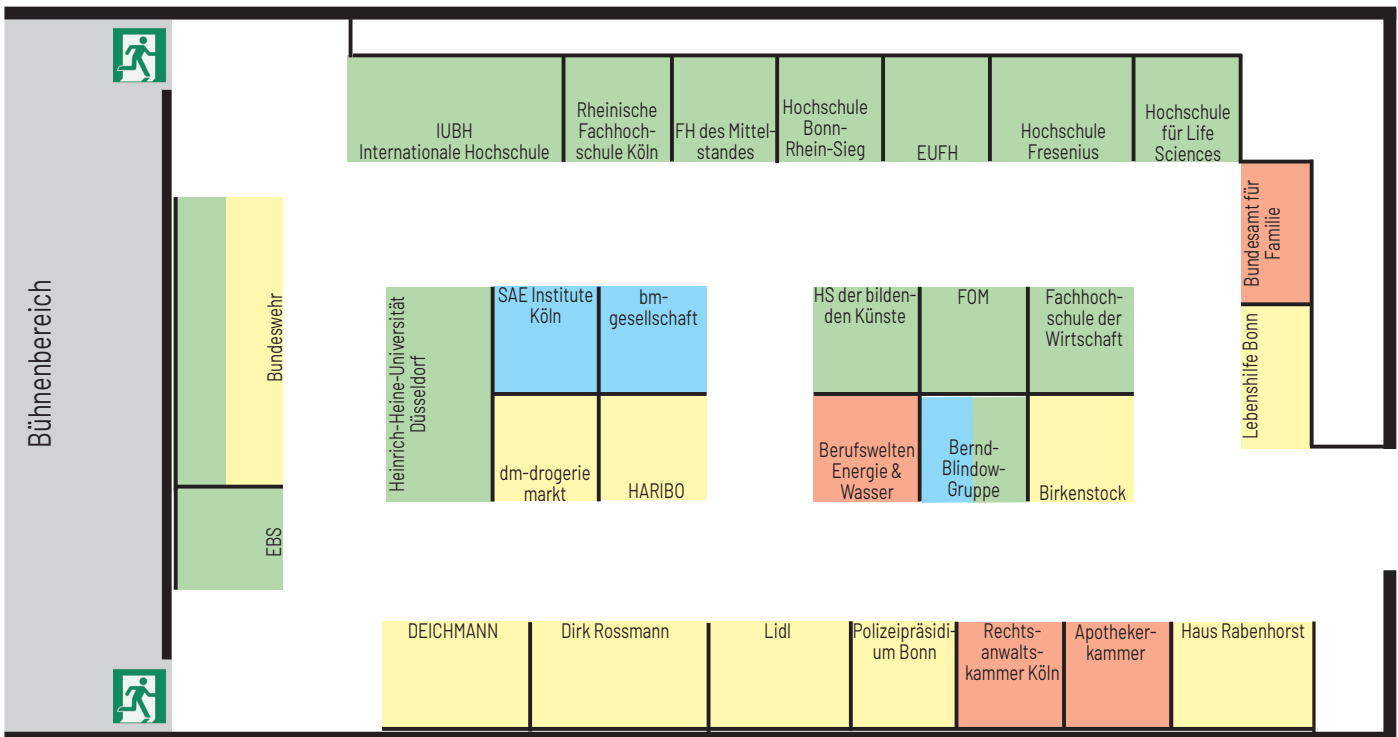 Bühnenbereich
IUBH
Internationale Hochschule
Rheinische
Fachhoch-
schule Köln
FH des Mittel-
standes
Hochschule
Bonn-
Rhein-Sieg
EUFH
Hochschule
Fresenius
Hochschule
für Life
Sciences
Bundesamt für
Familie
Lebenshilfe Bonn
Bundeswehr
EBS
Heinrich-Heine-Universität
Düsseldorf
SAE Institute
Köln
bm-
gesellschaft
dm-drogerie
markt
HARIBO
HS der bilden-
den Künste
FOM
Fachhoch-
schule der
Wirtschaft
Berufswelten
Energie &
Wasser
Bernd-
Blindow-
Gruppe
Birkenstock
DEICHMANN
Dirk Rossmann
Lidl
Polizeipräsidi-
um Bonn
Rechts-
anwalts-
kammer Köln
Apotheker-
kammer
Haus Rabenhorst